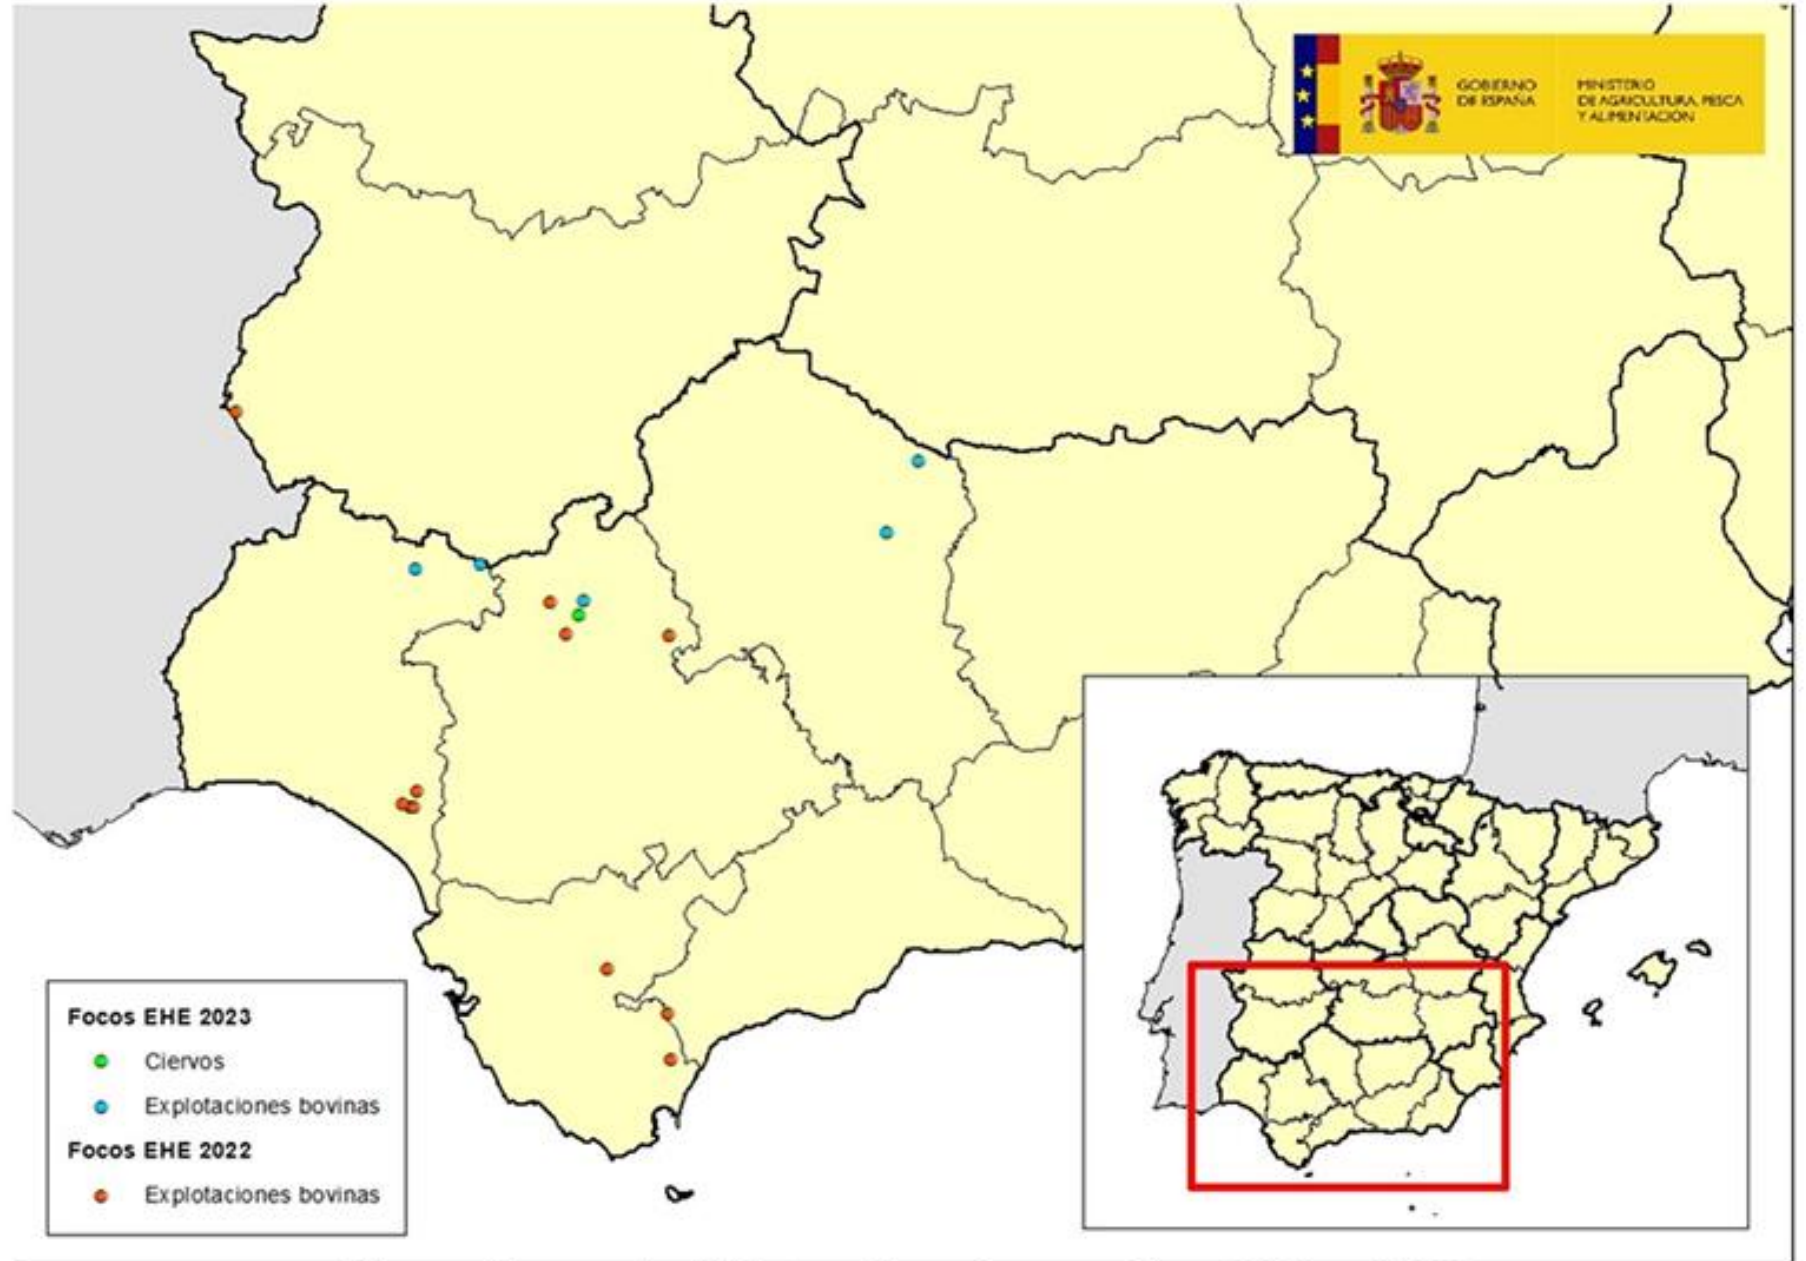 GOBIERNO
DE ESPAÑA
MINISTERIO
DE AGRICULTURA, PESCA
Y ALIMENTACIÓN
Focos EHE 2023
Ciervos
Explotaciones bovinas
Focos EHE 2022
Explotaciones bovinas